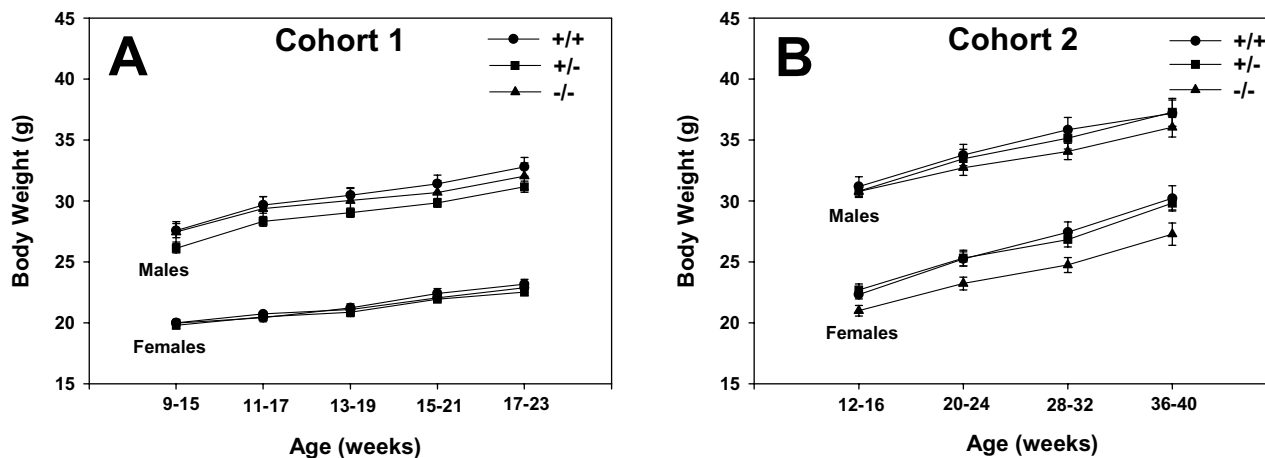 A
Cohort 1
+/+
+/-
-/-
45
40
35
30
25
20
15
Body Weight (g)
Males
Females
9-15
11-17
13-19
15-21
17-23
Age (weeks)
B
Cohort 2
+/+
+/-
-/-
45
40
35
30
25
20
15
Body Weight (g)
Males
Females
12-16
20-24
28-32
36-40
Age (weeks)